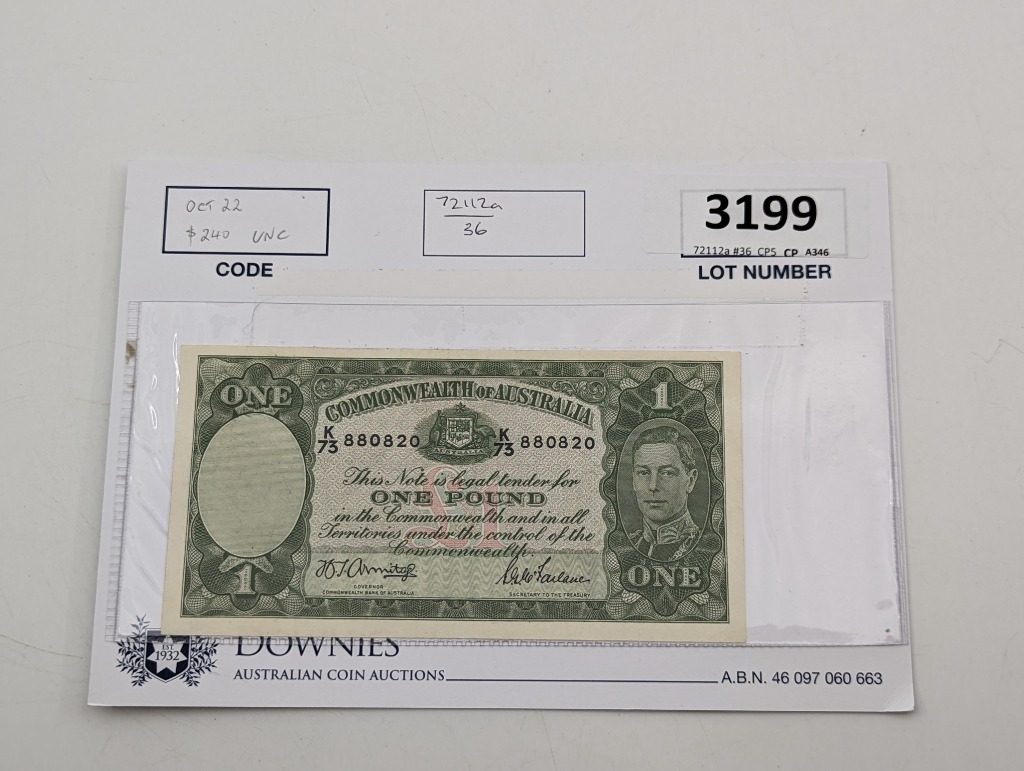 OCT 22
$240 UNC
CODE
72112a
36
3199
72112a #36 CP5 CP A346
LOT NUMBER
ONE
1
COMMONWEALTH OF AUSTRALIA
K/73 880820 K/73 880820
AUSTRALIA
This Note is legal tender for
ONE POUND
in the Commonwealth and in all
Territories under the control of the
Commonwealth.
£1
H.T. Armitage
S.G. McFarlane
GOVERNOR
COMMONWEALTH BANK OF AUSTRALIA
SECRETARY TO THE TREASURY
1
ONE
EST.
1932
DOWNIES
AUSTRALIAN COIN AUCTIONS
A.B.N. 46 097 060 663